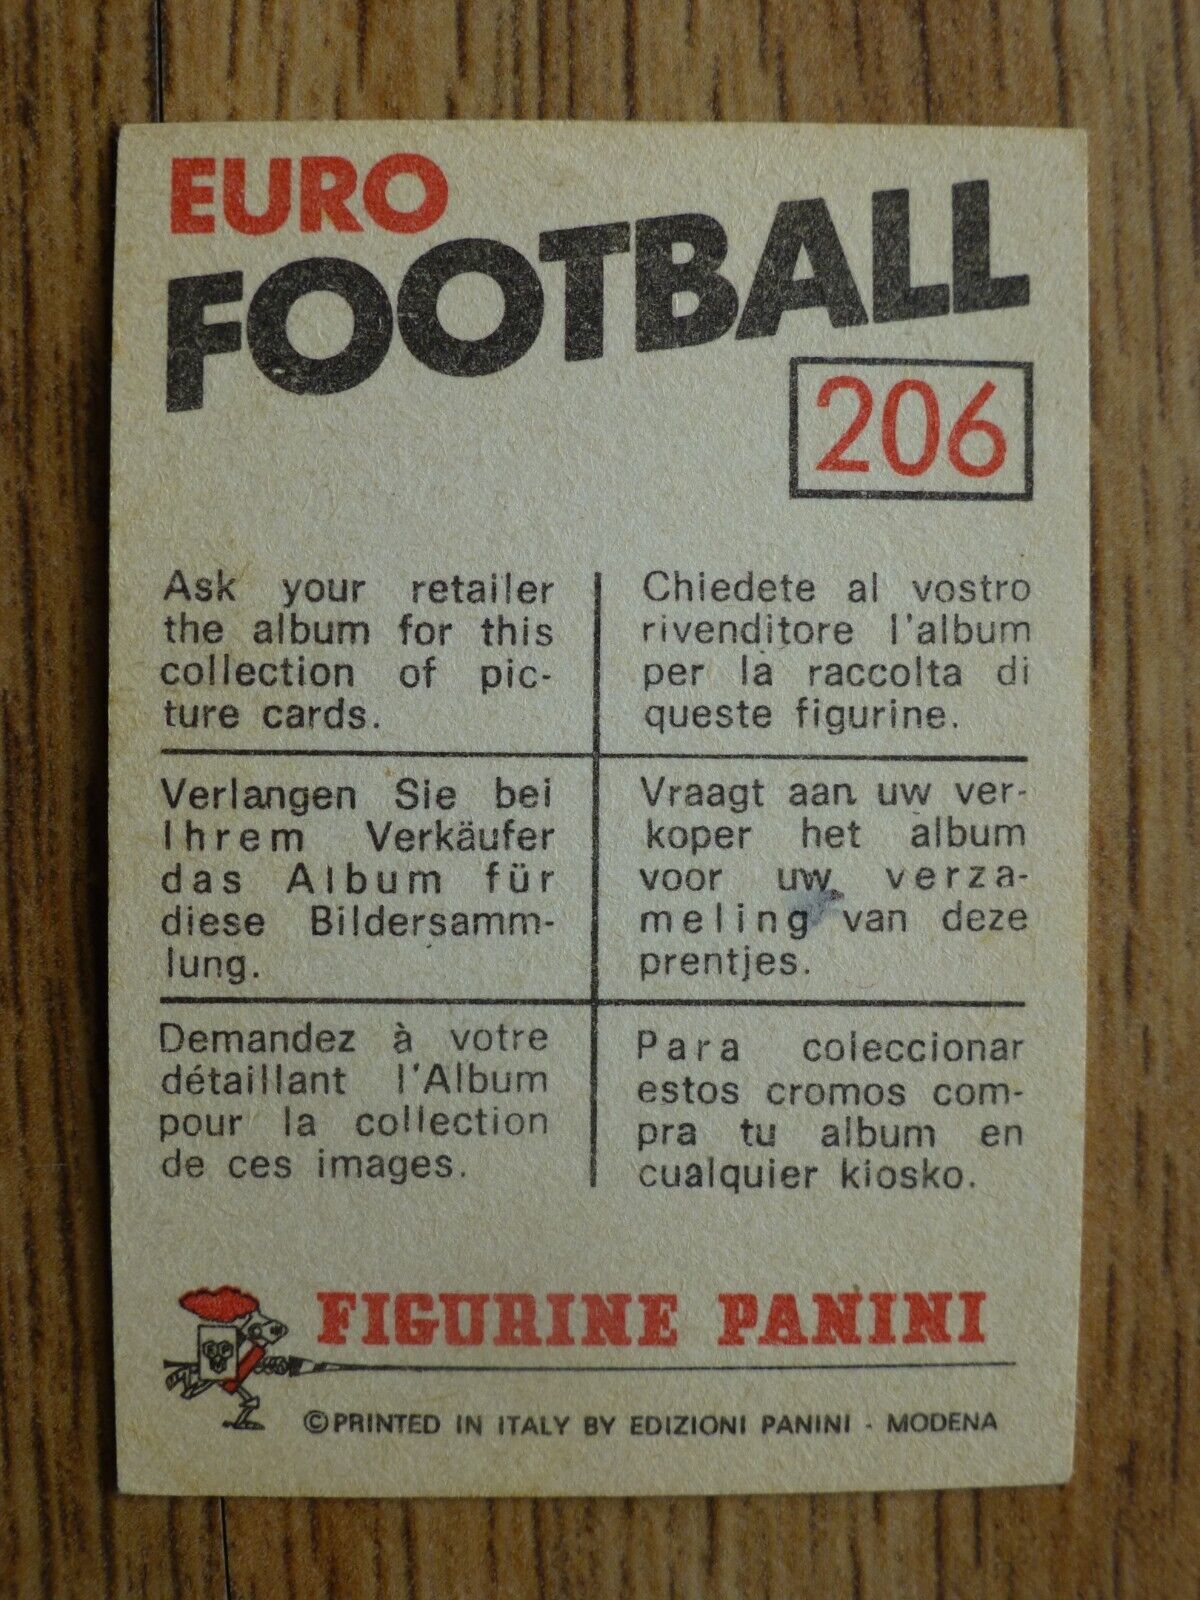 EURO
FOOTBALL
206
Ask your retailer
the album for this
collection of pic-
ture cards.
Chiedete al vostro
rivenditore l'album
per la raccolta di
queste figurine.
Verlangen Sie bei
Ihrem Verkäufer
das Album für
diese Bildersamm-
lung.
Vraagt aan uw ver-
koper het album
voor uw verza-
meling van deze
prentjes.
Demandez à votre
détaillant l'Album
pour la collection
de ces images.
Para coleccionar
estos cromos com-
pra tu album en
cualquier kiosko.
FIGURINE PANINI
©PRINTED IN ITALY BY EDIZIONI PANINI - MODENA